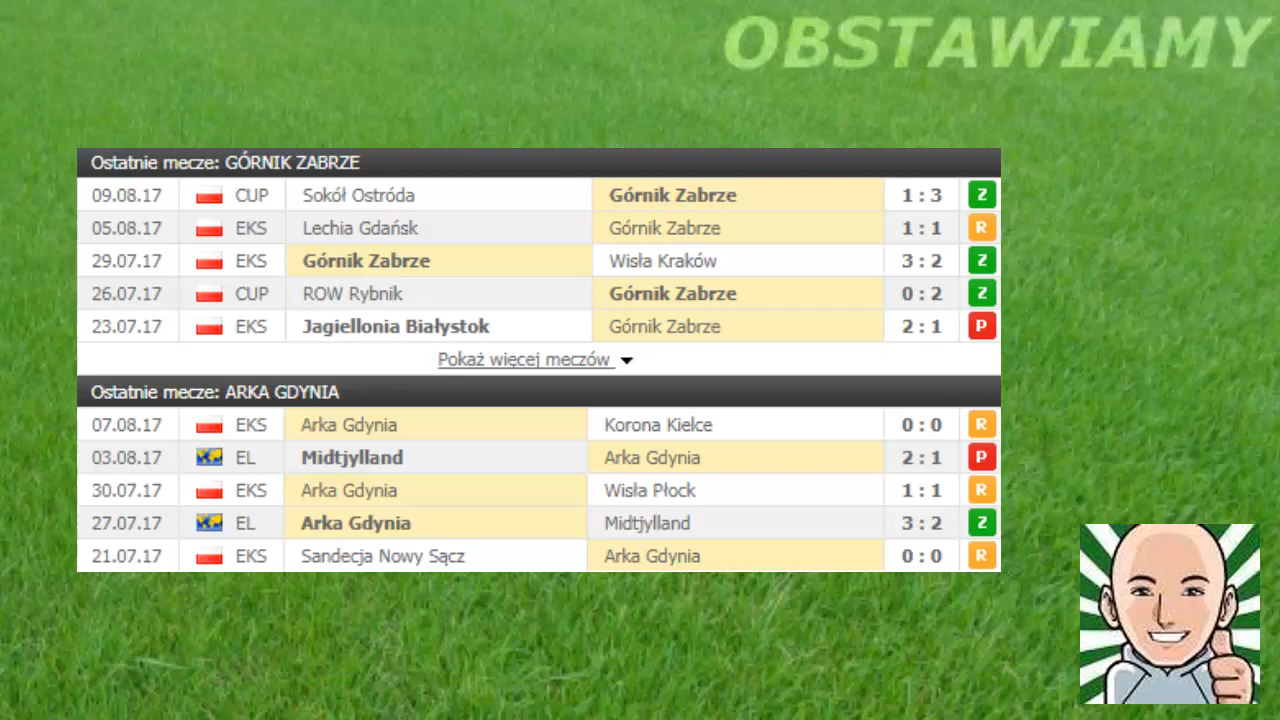 OBSTAWIAMY
Ostatnie mecze: GÓRNIK ZABRZE
09.08.17 CUP Sokół Ostróda Górnik Zabrze 1 : 3 Z
05.08.17 EKS Lechia Gdańsk Górnik Zabrze 1 : 1 R
29.07.17 EKS Górnik Zabrze Wisła Kraków 3 : 2 Z
26.07.17 CUP ROW Rybnik Górnik Zabrze 0 : 2 Z
23.07.17 EKS Jagiellonia Białystok Górnik Zabrze 2 : 1 P
Pokaż więcej meczów
Ostatnie mecze: ARKA GDYNIA
07.08.17 EKS Arka Gdynia Korona Kielce 0 : 0 R
03.08.17 EL Midtjylland Arka Gdynia 2 : 1 P
30.07.17 EKS Arka Gdynia Wisła Płock 1 : 1 R
27.07.17 EL Arka Gdynia Midtjylland 3 : 2 Z
21.07.17 EKS Sandecja Nowy Sącz Arka Gdynia 0 : 0 R